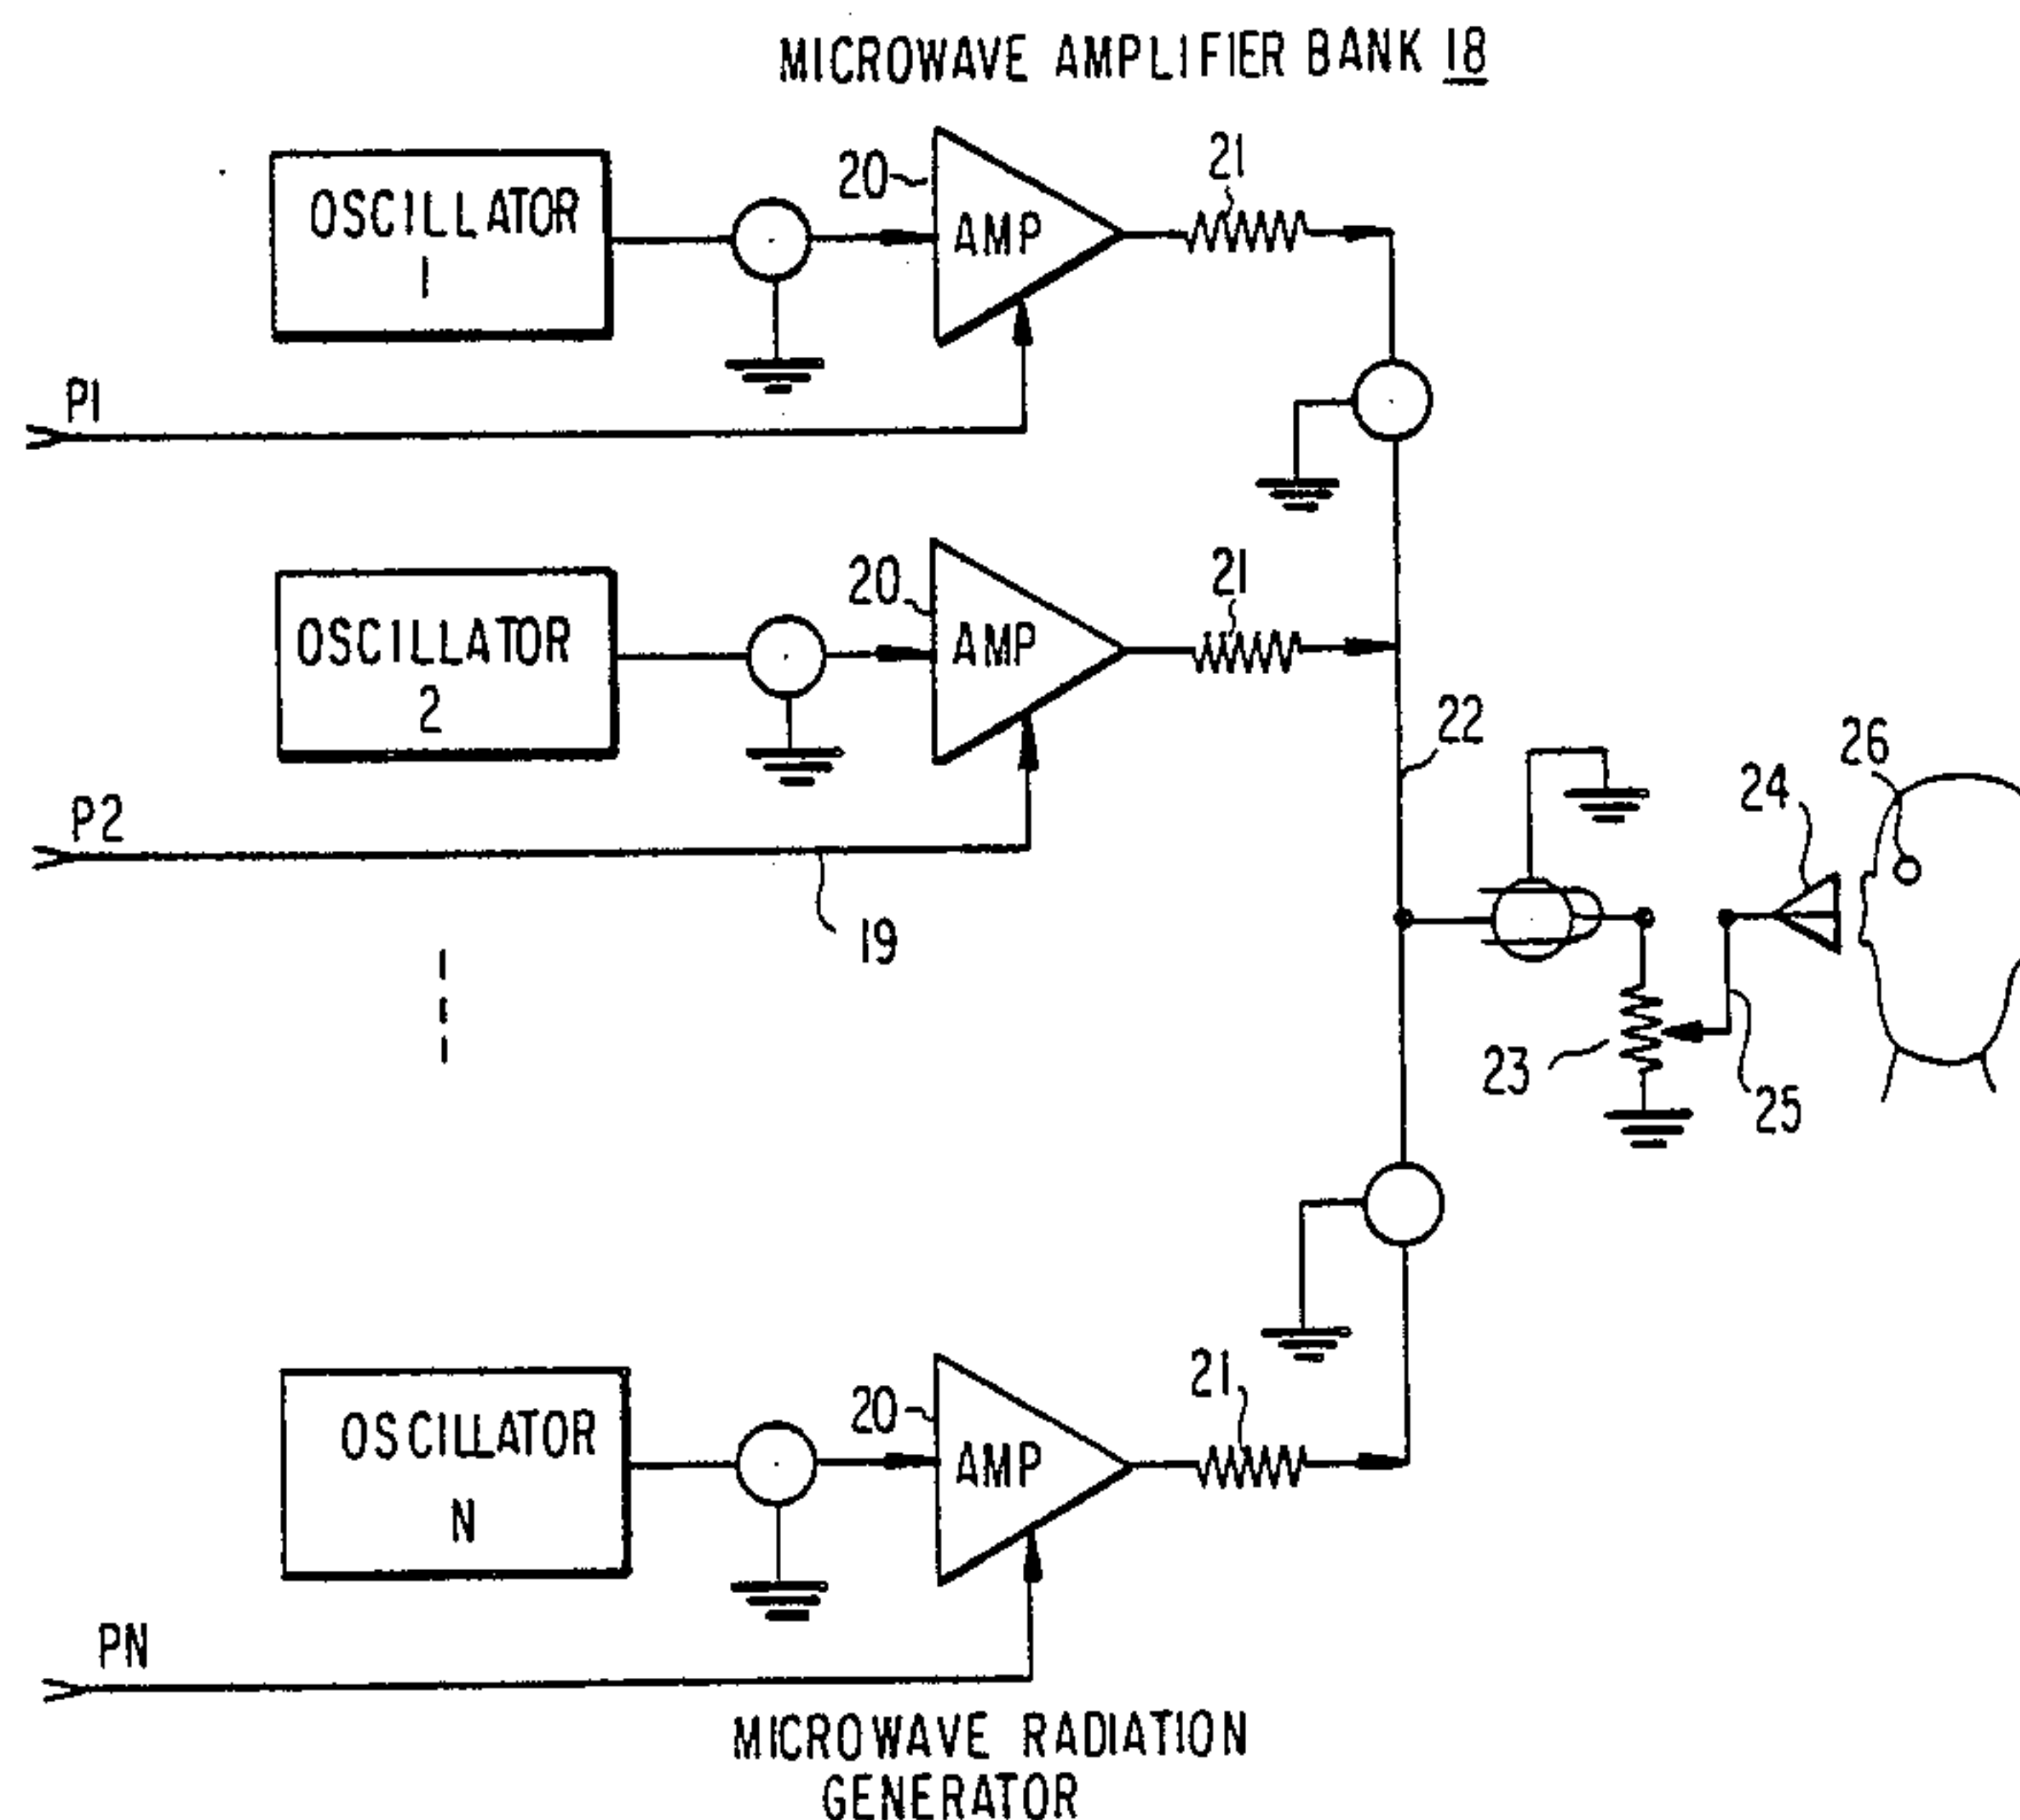 MICROWAVE AMPLIFIER BANK 18
OSCILLATOR
1
20
AMP
21
P1
OSCILLATOR
2
20
AMP
21
22
26
24
P2
19
23
25
OSCILLATOR
N
20
AMP
21
PN
MICROWAVE RADIATION
GENERATOR